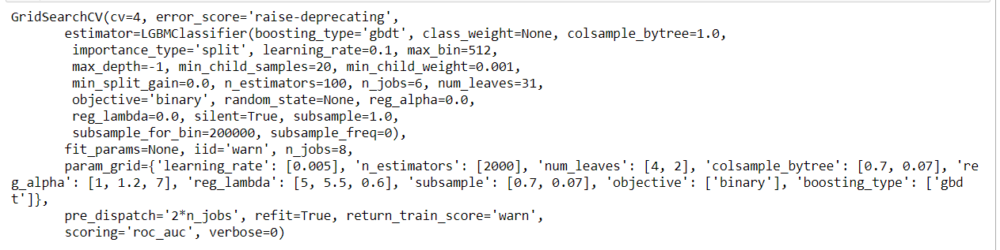 GridSearchCV(cv=4, error_score='raise-deprecating',
       estimator=LGBMClassifier(boosting_type='gbdt', class_weight=None, colsample_bytree=1.0,
        importance_type='split', learning_rate=0.1, max_bin=512,
        max_depth=-1, min_child_samples=20, min_child_weight=0.001,
        min_split_gain=0.0, n_estimators=100, n_jobs=6, num_leaves=31,
        objective='binary', random_state=None, reg_alpha=0.0,
        reg_lambda=0.0, silent=True, subsample=1.0,
        subsample_for_bin=200000, subsample_freq=0),
       fit_params=None, iid='warn', n_jobs=8,
       param_grid={'learning_rate': [0.005], 'n_estimators': [2000], 'num_leaves': [4, 2], 'colsample_bytree': [0.7, 0.07], 're
g_alpha': [1, 1.2, 7], 'reg_lambda': [5, 5.5, 0.6], 'subsample': [0.7, 0.07], 'objective': ['binary'], 'boosting_type': ['gbd
t']},
       pre_dispatch='2*n_jobs', refit=True, return_train_score='warn',
       scoring='roc_auc', verbose=0)